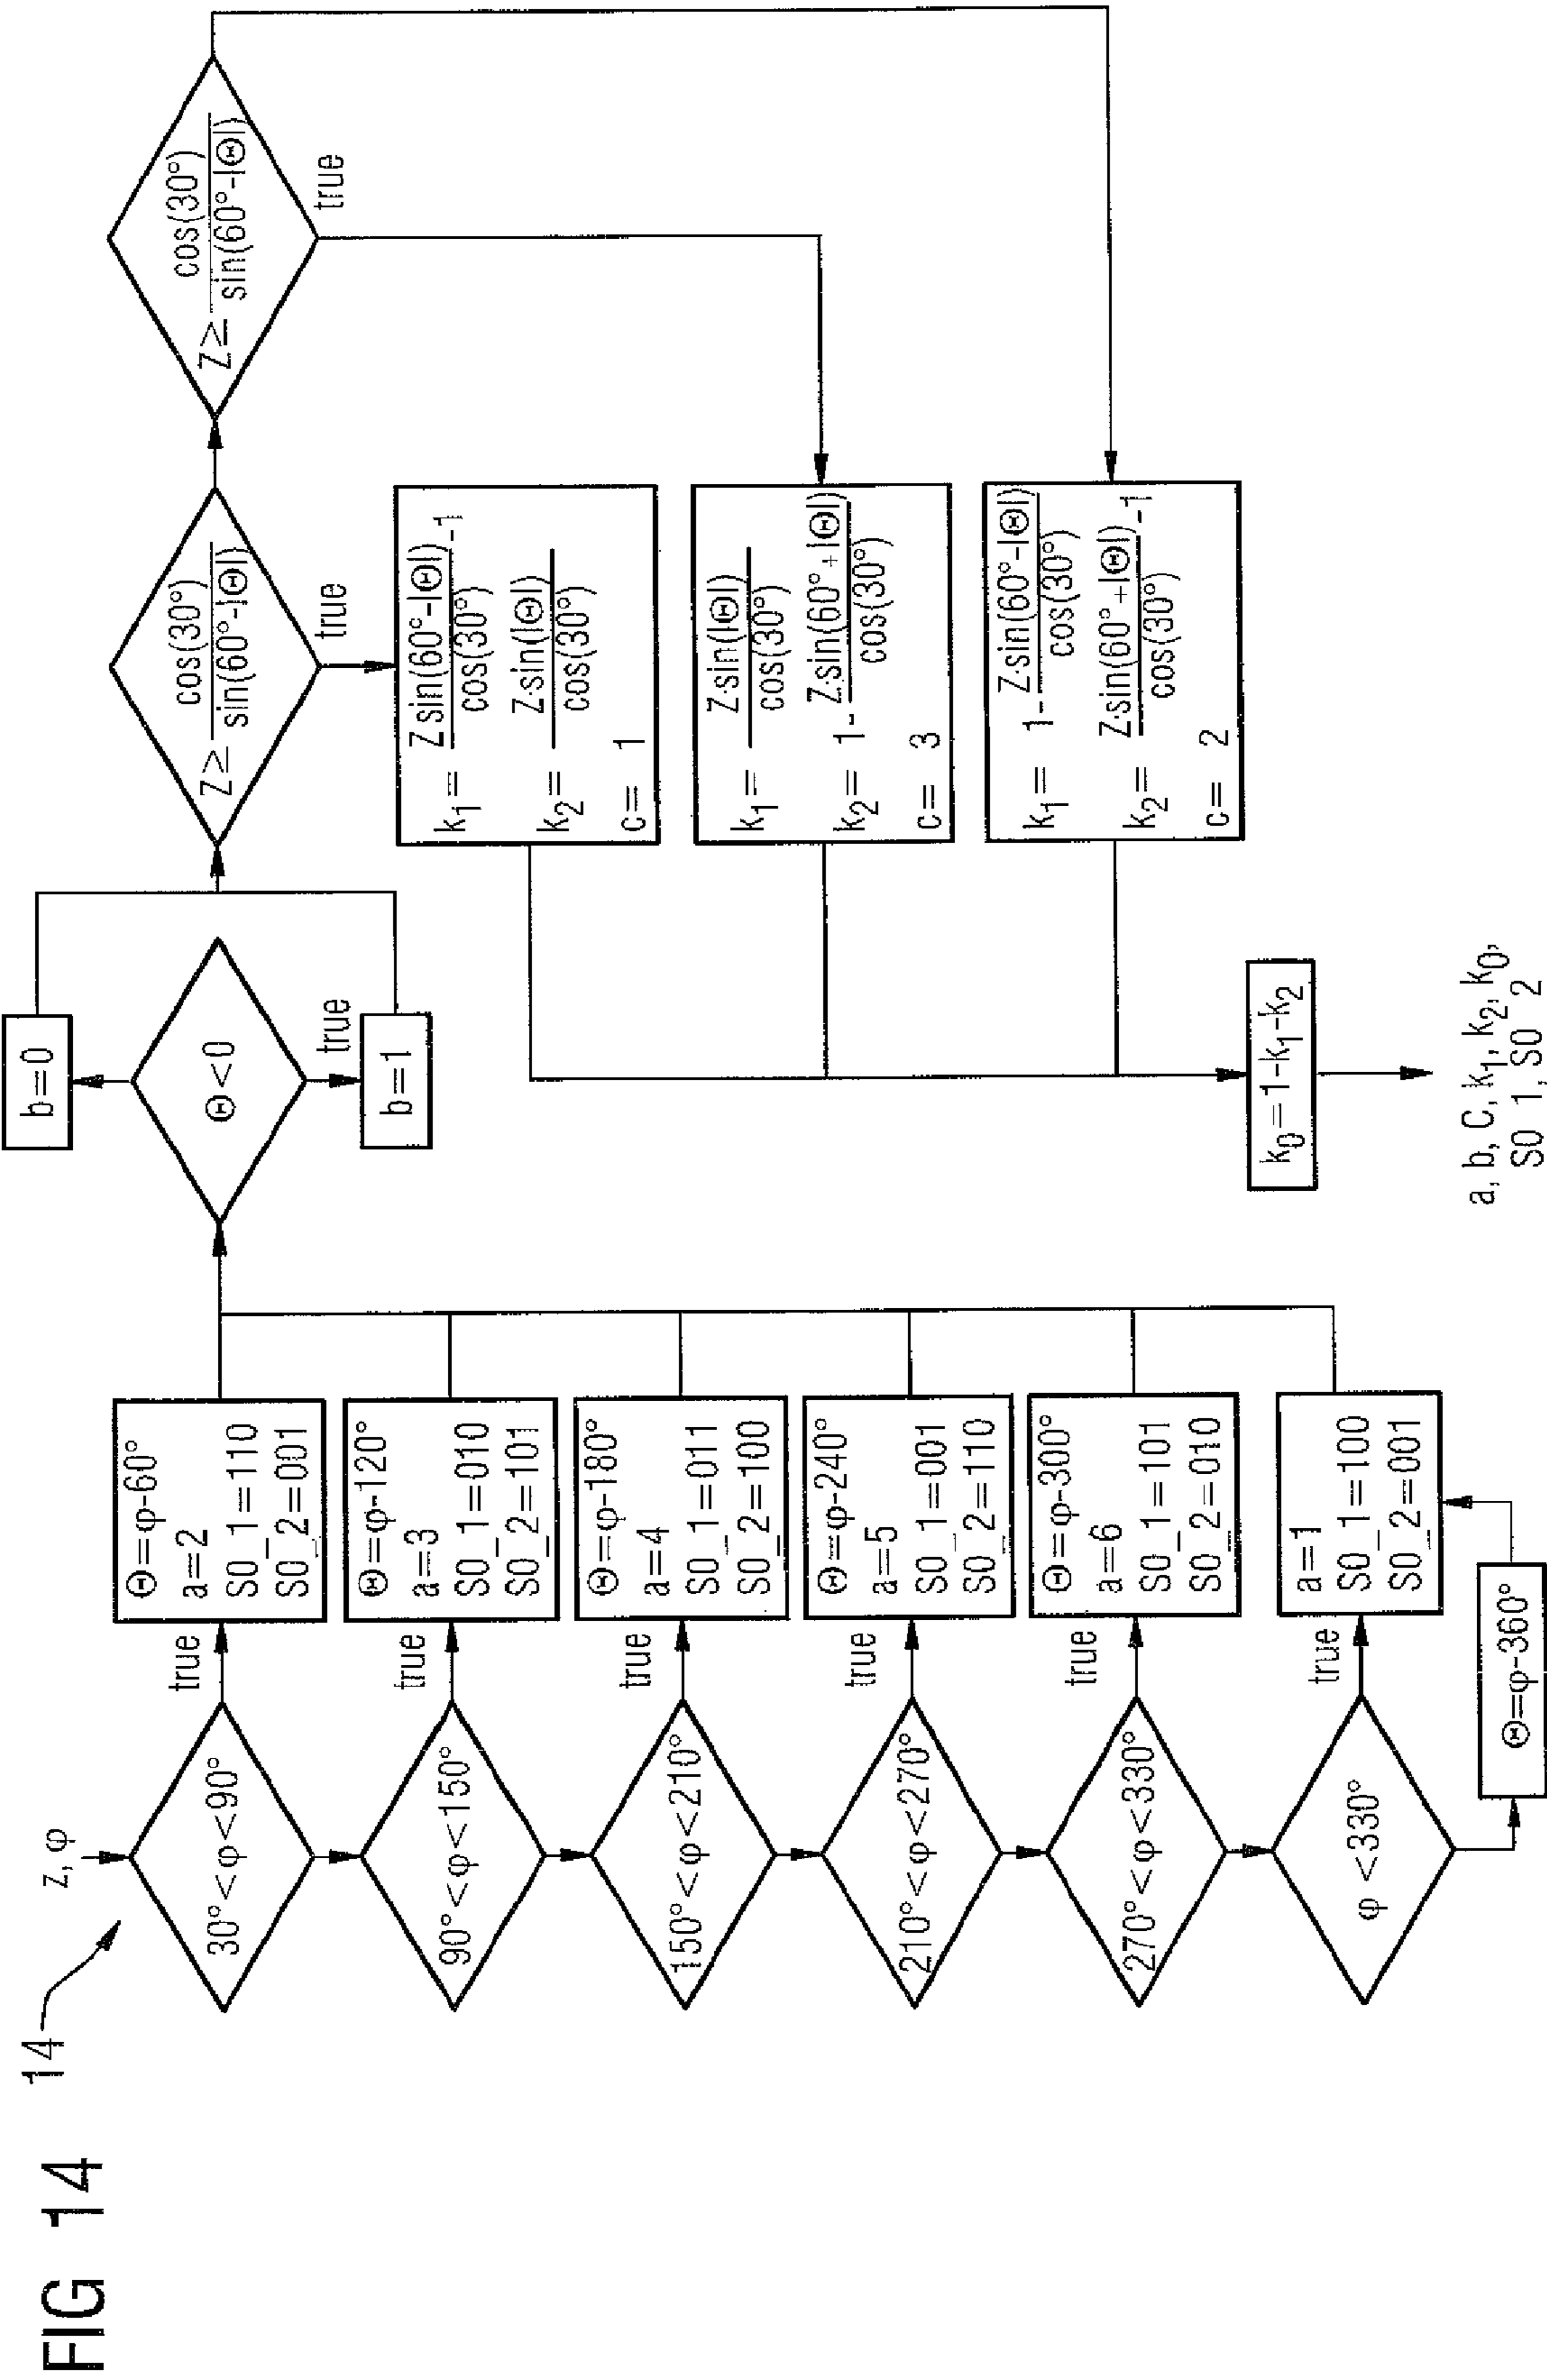 FIG 14
14
z, φ
30°<φ<90°
true
Θ=φ-60°
a=2
S0_1=110
S0_2=001
90°<φ<150°
true
Θ=φ-120°
a=3
S0_1=010
S0_2=101
150°<φ<210°
true
Θ=φ-180°
a=4
S0_1=011
S0_2=100
210°<φ<270°
true
Θ=φ-240°
a=5
S0_1=001
S0_2=110
270°<φ<330°
true
Θ=φ-300°
a=6
S0_1=101
S0_2=010
φ<330°
true
a=1
S0_1=100
S0_2=001
Θ=φ-360°
b=0
Θ<0
true
b=1
Z≥ cos(30°)
sin(60°-|Θ|)
true
Z≥ cos(30°)
sin(60°-|Θ|)
true
k₁= Z sin(60°-|Θ|) -1
cos(30°)
k₂= Z·sin(|Θ|)
cos(30°)
c= 1
k₁- Z·sin(|Θ|)
cos(30°)
k₂= 1- Z·sin(60°+|Θ|)
cos(30°)
c= 3
k₁= 1- Z·sin(60°-|Θ|)
cos(30°)
k₂= Z·sin(60°+|Θ|) -1
cos(30°)
c= 2
k₀=1-k₁-k₂
a, b, C, k₁, k₂, k₀,
S0 1, S0 2